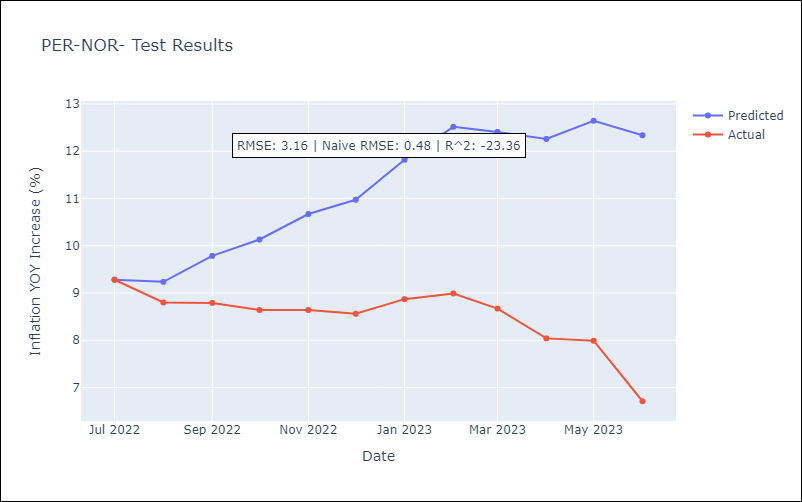 PER-NOR- Test Results
13
12
11
10
9
8
7
Inflation YOY Increase (%)
RMSE: 3.16 | Naive RMSE: 0.48 | R^2: -23.36
Predicted
Actual
Jul 2022 Sep 2022 Nov 2022 Jan 2023 Mar 2023 May 2023
Date